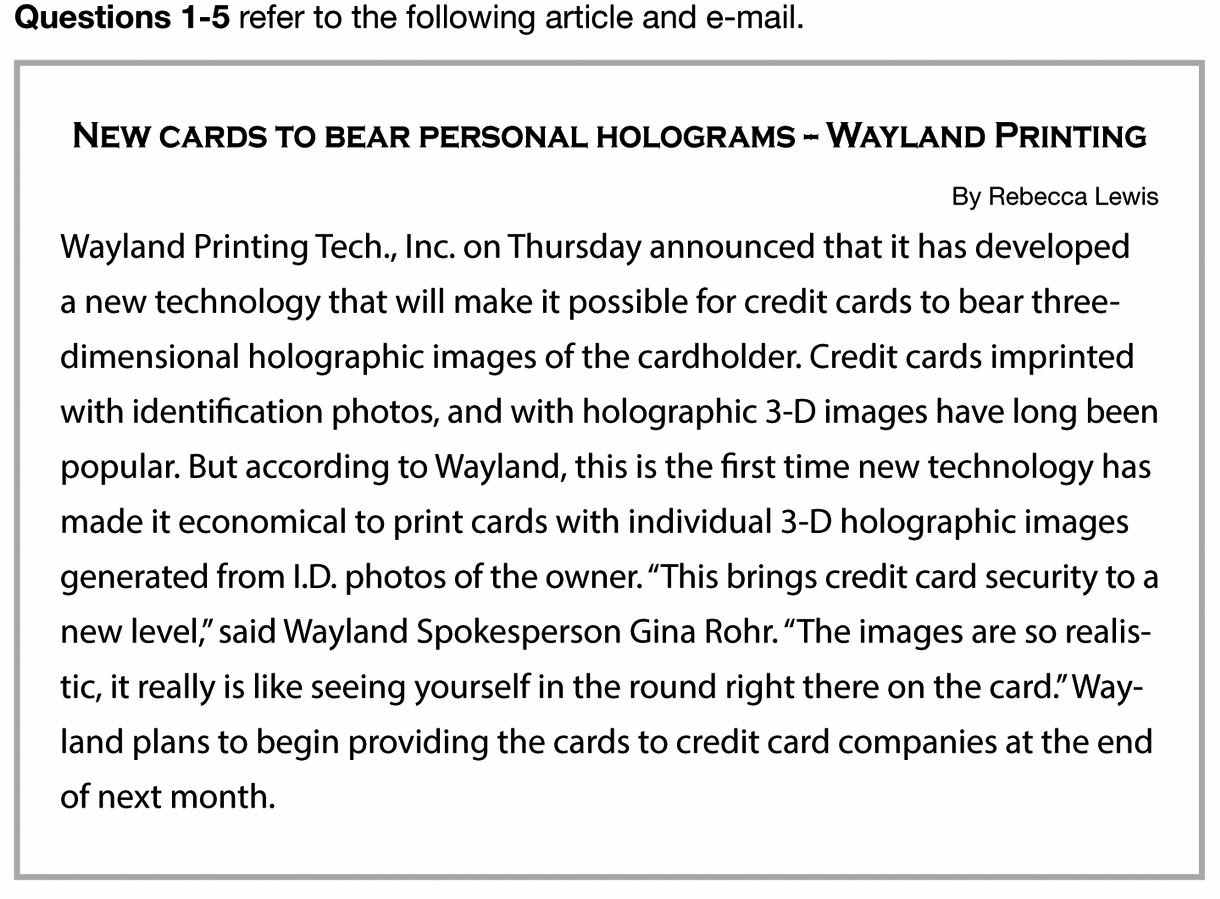 Questions 1-5 refer to the following article and e-mail.
NEW CARDS TO BEAR PERSONAL HOLOGRAMS – WAYLAND PRINTING
By Rebecca Lewis
Wayland Printing Tech., Inc. on Thursday announced that it has developed
a new technology that will make it possible for credit cards to bear three-
dimensional holographic images of the cardholder. Credit cards imprinted
with identification photos, and with holographic 3-D images have long been
popular. But according to Wayland, this is the first time new technology has
made it economical to print cards with individual 3-D holographic images
generated from I.D. photos of the owner. “This brings credit card security to a
new level,” said Wayland Spokesperson Gina Rohr. “The images are so realis-
tic, it really is like seeing yourself in the round right there on the card.” Way-
land plans to begin providing the cards to credit card companies at the end
of next month.